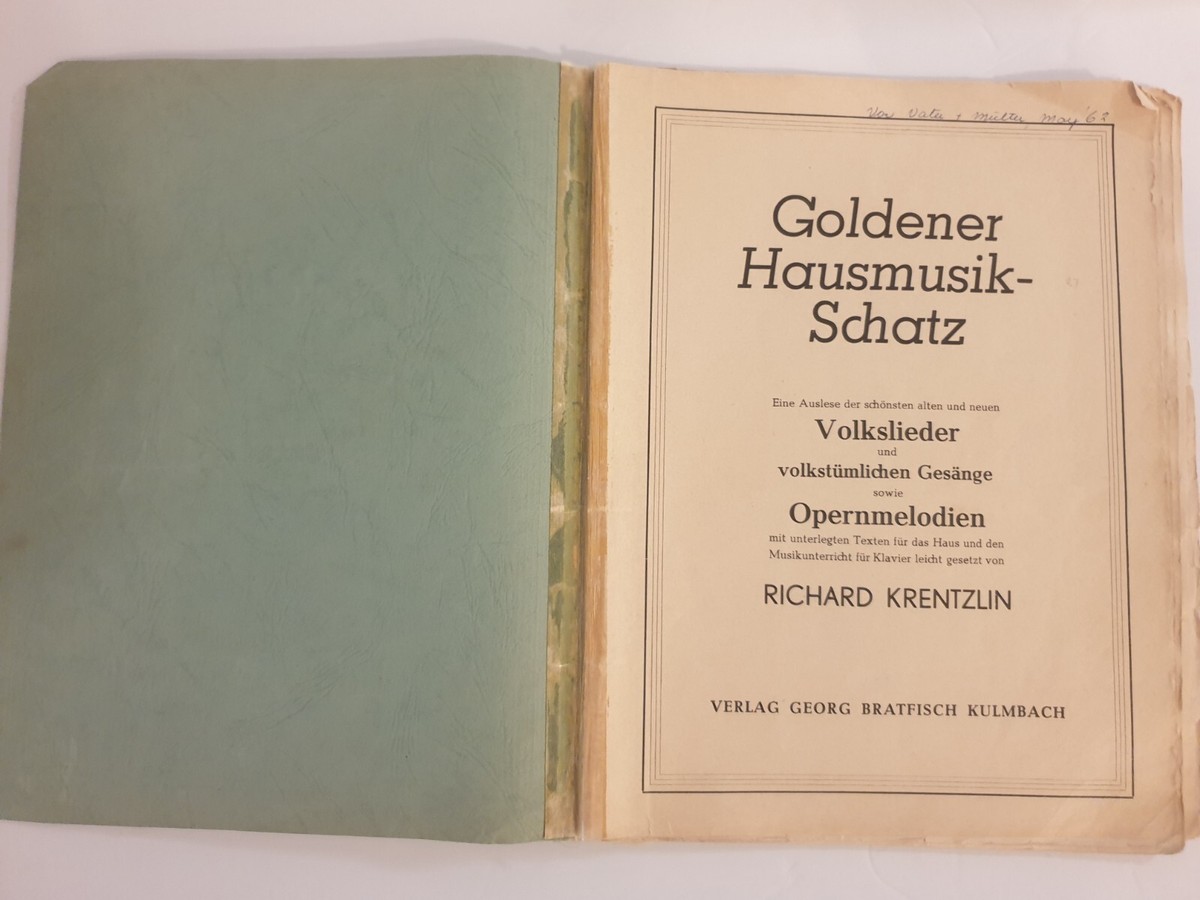 Von Vater + Mutter, May '62
Goldener
Hausmusik-
Schatz
Eine Auslese der schönsten alten und neuen
Volkslieder
und
volkstümlichen Gesänge
sowie
Opernmelodien
mit unterlegten Texten für das Haus und den
Musikunterricht für Klavier leicht gesetzt von
RICHARD KRENTZLIN
VERLAG GEORG BRATFISCH KULMBACH